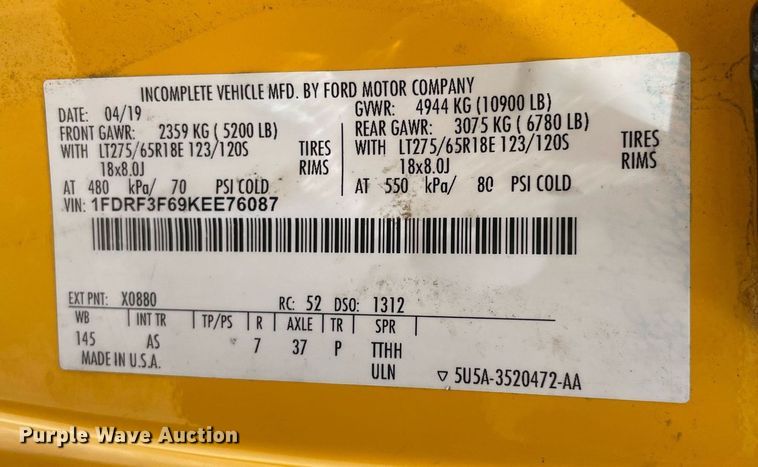 INCOMPLETE VEHICLE MFD. BY FORD MOTOR COMPANY
DATE: 04/19 GVWR: 4944 KG (10900 LB)
FRONT GAWR: 2359 KG ( 5200 LB) REAR GAWR: 3075 KG ( 6780 LB)
WITH LT275/65R18E 123/120S TIRES WITH LT275/65R18E 123/120S TIRES
18x8.0J RIMS 18x8.0J RIMS
AT 480 kPa/ 70 PSI COLD AT 550 kPa/ 80 PSI COLD
VIN: 1FDRF3F69KEE76087
EXT PNT: X0880 RC: 52 DSO: 1312
WB INT TR TP/PS R AXLE TR SPR
145 AS 7 37 P TTHH
MADE IN U.S.A. ULN ▽ 5U5A-3520472-AA
Purple Wave Auction